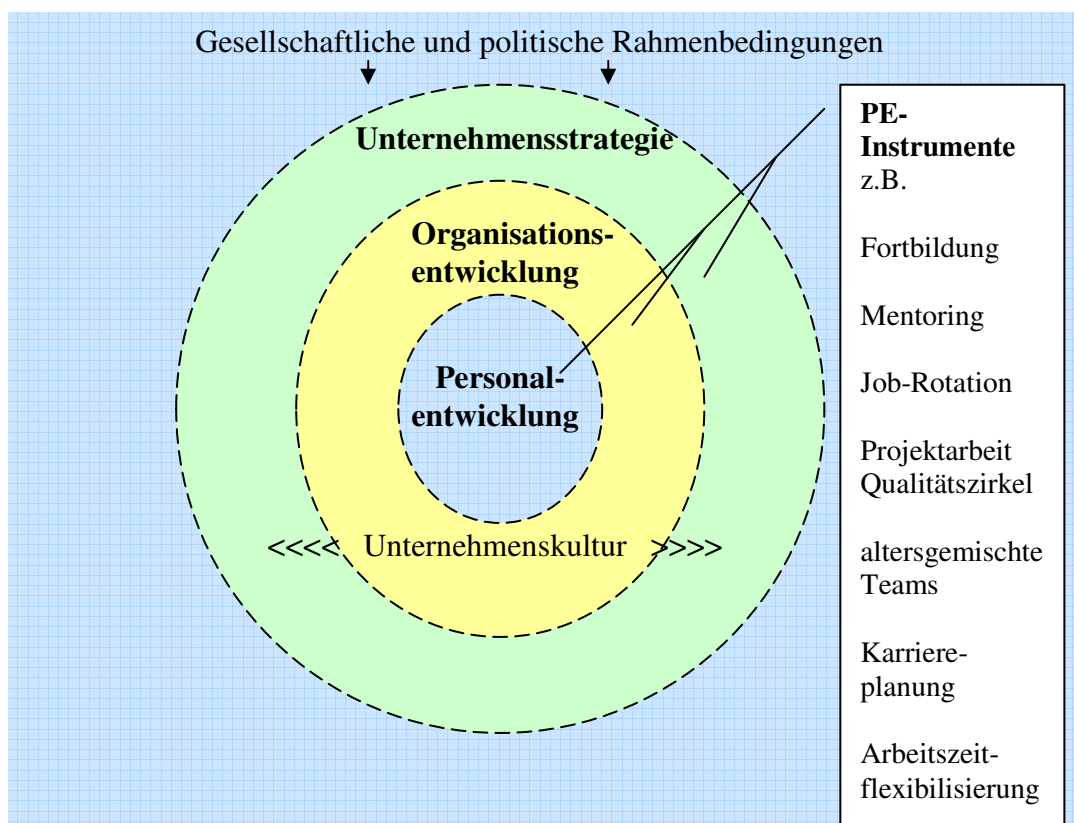 Gesellschaftliche und politische Rahmenbedingungen
Unternehmensstrategie
Organisations-
entwicklung
Personal-
entwicklung
<<<< Unternehmenskultur >>>>
PE-
Instrumente
z.B.
Fortbildung
Mentoring
Job-Rotation
Projektarbeit
Qualitätszirkel
altersgemischte
Teams
Karriere-
planung
Arbeitszeit-
flexibilisierung